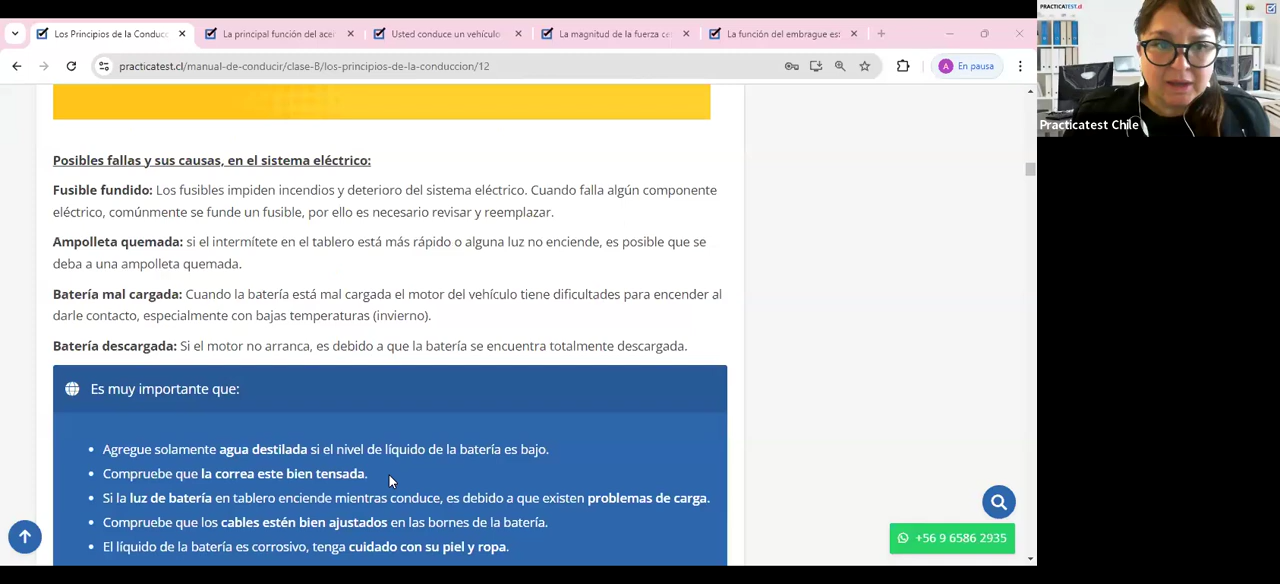 Los Principios de la Conducc
La principal función del ace
Usted conduce un vehículo
La magnitud de la fuerza ce
La función del embrague es:
practicatest.cl/manual-de-conducir/clase-B/los-principios-de-la-conduccion/12
A
En pausa
PRACTICATEST.cl
Practicatest Chile
Posibles fallas y sus causas, en el sistema eléctrico:
Fusible fundido: Los fusibles impiden incendios y deterioro del sistema eléctrico. Cuando falla algún componente
eléctrico, comúnmente se funde un fusible, por ello es necesario revisar y reemplazar.
Ampolleta quemada: si el intermítete en el tablero está más rápido o alguna luz no enciende, es posible que se
deba a una ampolleta quemada.
Batería mal cargada: Cuando la batería está mal cargada el motor del vehículo tiene dificultades para encender al
darle contacto, especialmente con bajas temperaturas (invierno).
Batería descargada: Si el motor no arranca, es debido a que la batería se encuentra totalmente descargada.
Es muy importante que:
• Agregue solamente agua destilada si el nivel de líquido de la batería es bajo.
• Compruebe que la correa este bien tensada.
• Si la luz de batería en tablero enciende mientras conduce, es debido a que existen problemas de carga.
• Compruebe que los cables estén bien ajustados en las bornes de la batería.
• El líquido de la batería es corrosivo, tenga cuidado con su piel y ropa.
+56 9 6586 2935